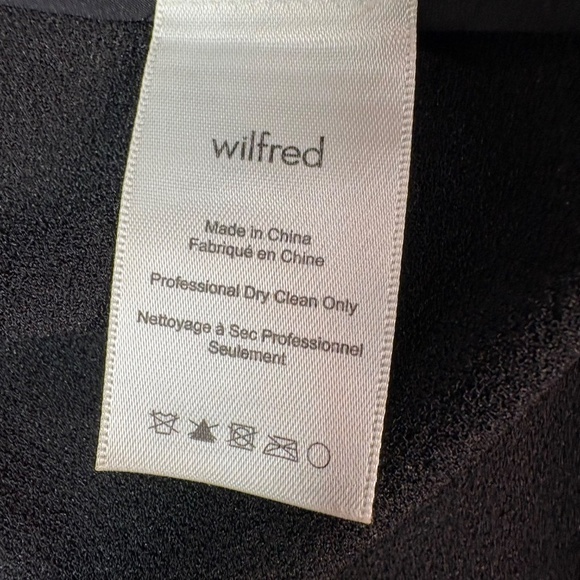 wilfred
Made in China
Fabriqué en Chine
Professional Dry Clean Only
Nettoyage à Sec Professionnel
Seulement